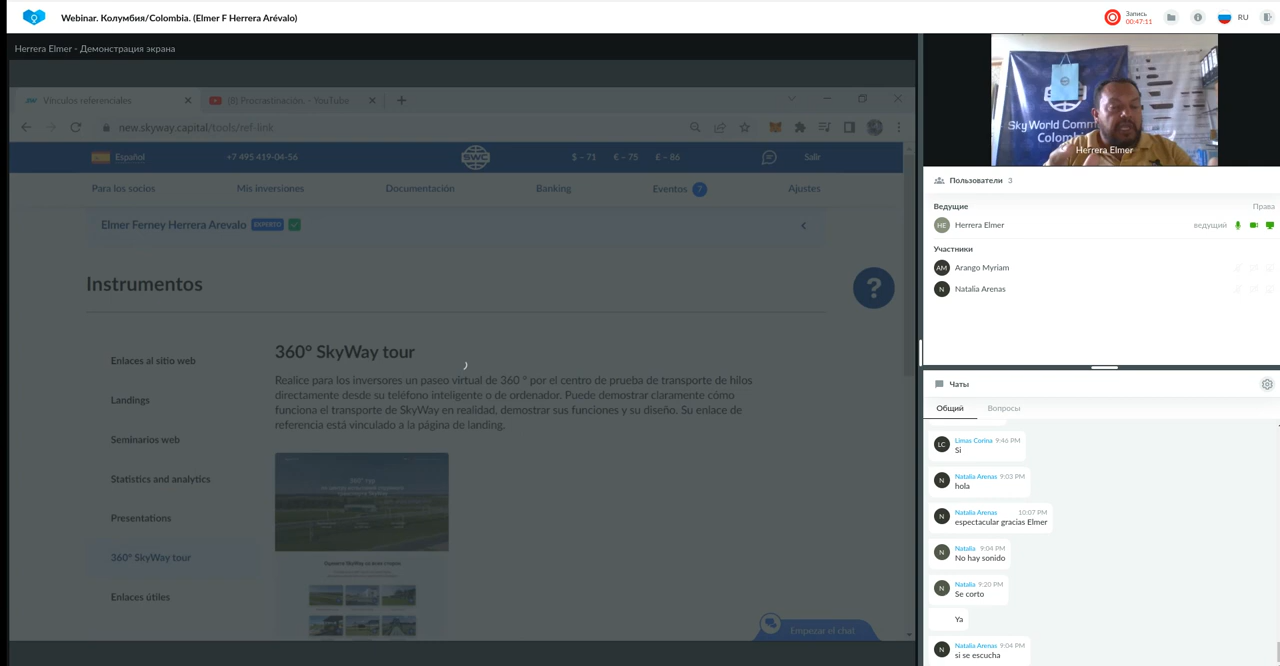 Webinar. Колумбия/Colombia. (Elmer F Herrera Arévalo)
Запись
00:47:11
RU
Herrera Elmer - Демонстрация экрана
Vínculos referenciales
(8) Procrastinación. - YouTube
new.skyway.capital/tools/ref-link
Español
+7 495 419-04-56
SWC
$ – 71
€ – 75
£ – 86
Salir
Para los socios
Mis inversiones
Documentación
Banking
Eventos 7
Ajustes
Elmer Ferney Herrera Arevalo EXPERTO
Instrumentos
?
Enlaces al sitio web
Landings
Seminarios web
Statistics and analytics
Presentations
360° SkyWay tour
Enlaces útiles
360° SkyWay tour
Realice para los inversores un paseo virtual de 360 ° por el centro de prueba de transporte de hilos
directamente desde su teléfono inteligente o de ordenador. Puede demostrar claramente cómo
funciona el transporte de SkyWay en realidad, demostrar sus funciones y su diseño. Su enlace de
referencia está vinculado a la página de landing.
Empezar el chat
Sky World Comm
Colombi
Herrera Elmer
Пользователи 3
Ведущие
Права
HE
Herrera Elmer
ведущий
Участники
AM
Arango Myriam
N
Natalia Arenas
Чаты
Общий
Вопросы
LC
Limas Corina 9:46 PM
Si
N
Natalia Arenas 9:03 PM
hola
N
Natalia Arenas 10:07 PM
espectacular gracias Elmer
N
Natalia 9:04 PM
No hay sonido
N
Natalia 9:20 PM
Se corto
Ya
N
Natalia Arenas 9:04 PM
si se escucha